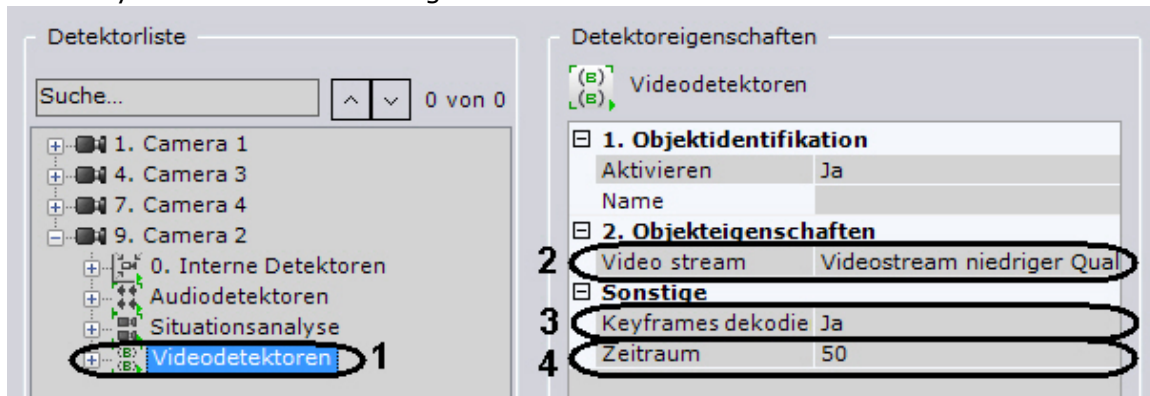 Detektorliste
Suche...
0 von 0
1. Camera 1
4. Camera 3
7. Camera 4
9. Camera 2
0. Interne Detektoren
Audiodetektoren
Situationsanalyse
Videodetektoren 1
Detektoreigenschaften
Videodetektoren
1. Objektidentifikation
Aktivieren Ja
Name
2. Objekteigenschaften
2 Video stream Videostream niedriger Qual
Sonstige
3 Keyframes dekodie Ja
4 Zeitraum 50